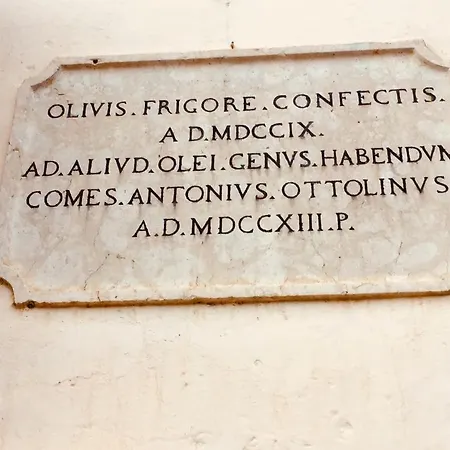 OLIVIS. FRIGORE. CONFECTIS.
A D.MDCCIX.
AD. ALIVD. OLEI. GENVS. HABENDVM
COMES. ANTONIVS. OTTOLINVS
A.D.MDCCXIII.P.